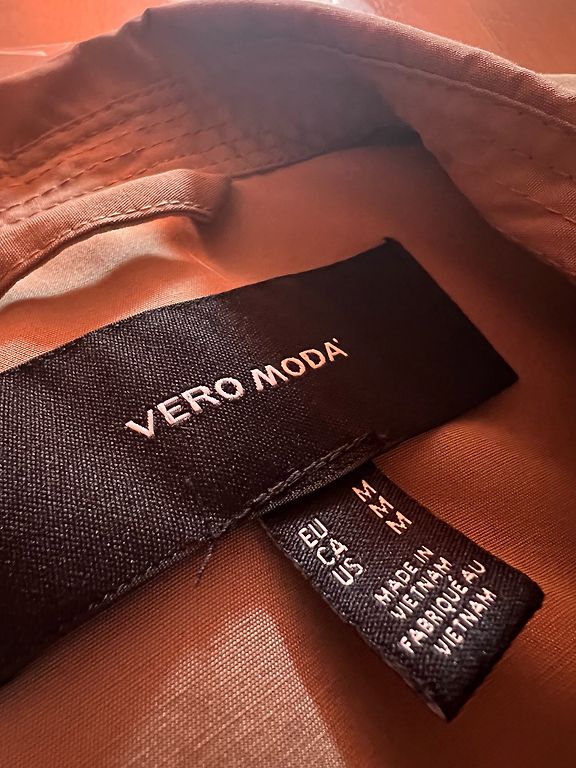 VERO MODA
EU M
CA M
US M
MADE IN
VIETNAM
FABRIQUÉ AU
VIETNAM